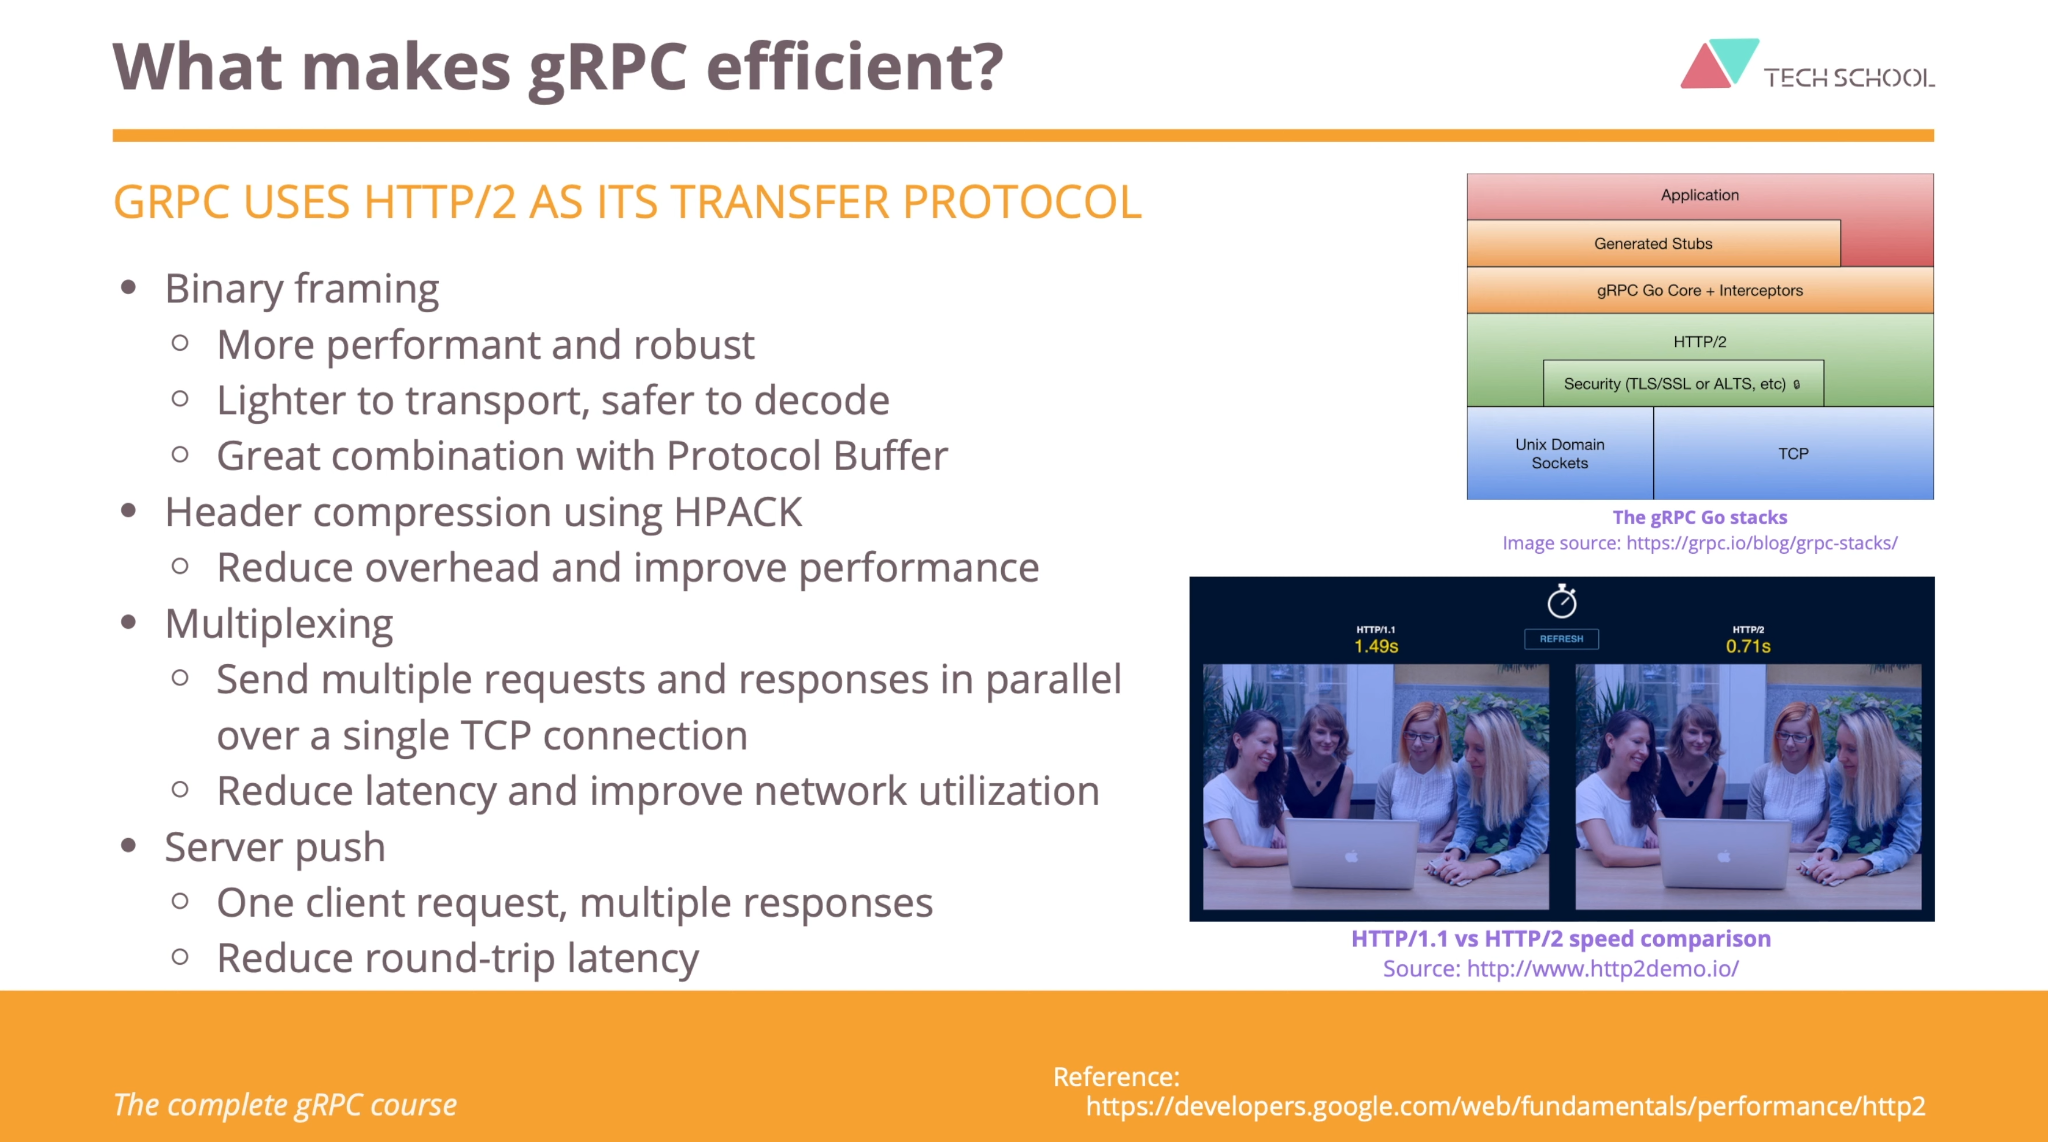 What makes gRPC efficient?
TECH SCHOOL
GRPC USES HTTP/2 AS ITS TRANSFER PROTOCOL
Binary framing
More performant and robust
Lighter to transport, safer to decode
Great combination with Protocol Buffer
Header compression using HPACK
Reduce overhead and improve performance
Multiplexing
Send multiple requests and responses in parallel
over a single TCP connection
Reduce latency and improve network utilization
Server push
One client request, multiple responses
Reduce round-trip latency
Application
Generated Stubs
gRPC Go Core + Interceptors
HTTP/2
Security (TLS/SSL or ALTS, etc)
Unix Domain
Sockets
TCP
The gRPC Go stacks
Image source: https://grpc.io/blog/grpc-stacks/
HTTP/1.1
1.49s
REFRESH
HTTP/2
0.71s
HTTP/1.1 vs HTTP/2 speed comparison
Source: http://www.http2demo.io/
The complete gRPC course
Reference:
https://developers.google.com/web/fundamentals/performance/http2